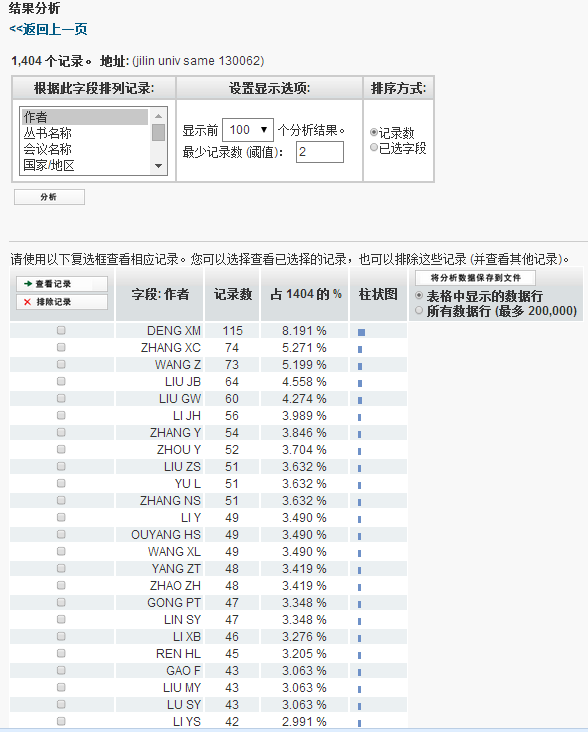 结果分析
<<返回上一页
1,404 个记录。 地址: (jilin univ same 130062)
根据此字段排列记录: 设置显示选项: 排序方式:
作者
丛书名称
会议名称
国家/地区
显示前 100 个分析结果。
最少记录数 (阈值): 2
记录数
已选字段
分析
请使用以下复选框查看相应记录。您可以选择查看已选择的记录，也可以排除这些记录 (并查看其他记录)。
查看记录
排除记录
字段: 作者 记录数 占 1404 的 % 柱状图
将分析数据保存到文件
表格中显示的数据行
所有数据行 (最多 200,000)
DENG XM 115 8.191 %
ZHANG XC 74 5.271 %
WANG Z 73 5.199 %
LIU JB 64 4.558 %
LIU GW 60 4.274 %
LI JH 56 3.989 %
ZHANG Y 54 3.846 %
ZHOU Y 52 3.704 %
LIU ZS 51 3.632 %
YU L 51 3.632 %
ZHANG NS 51 3.632 %
LI Y 49 3.490 %
OUYANG HS 49 3.490 %
WANG XL 49 3.490 %
YANG ZT 48 3.419 %
ZHAO ZH 48 3.419 %
GONG PT 47 3.348 %
LIN SY 47 3.348 %
LI XB 46 3.276 %
REN HL 45 3.205 %
GAO F 43 3.063 %
LIU MY 43 3.063 %
LU SY 43 3.063 %
LI YS 42 2.991 %